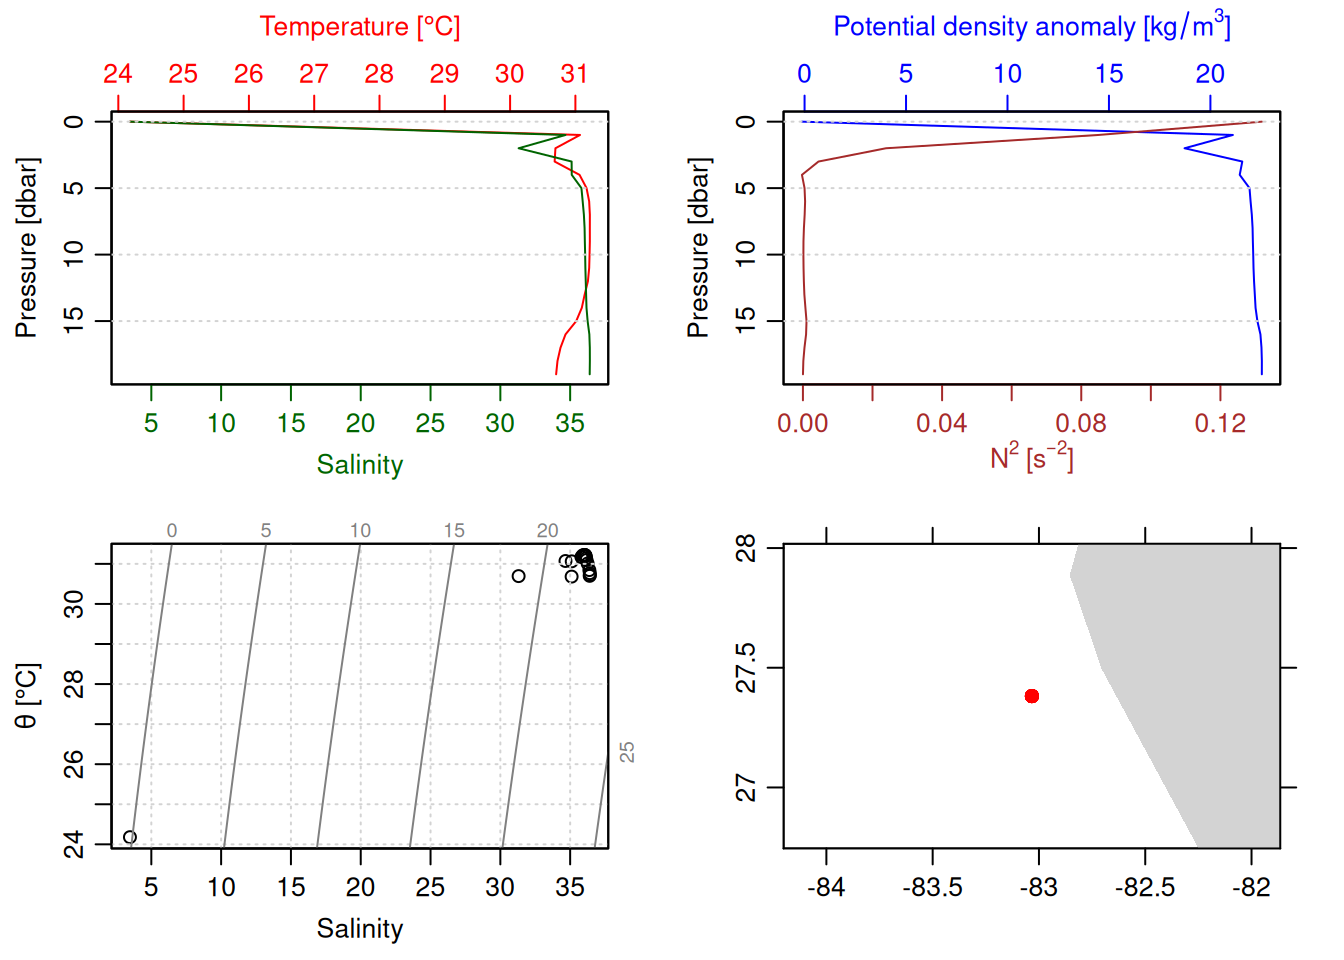 Temperature [°C]
24 25 26 27 28 29 30 31
0
5
10
15
Pressure [dbar]
5 10 15 20 25 30 35
Salinity
Potential density anomaly [kg/m³]
0 5 10 15 20
0
5
10
15
Pressure [dbar]
0.00 0.04 0.08 0.12
N² [s⁻²]
0 5 10 15 20
25
30
28
26
24
θ [°C]
5 10 15 20 25 30 35
Salinity
28
27.5
27
-84 -83.5 -83 -82.5 -82